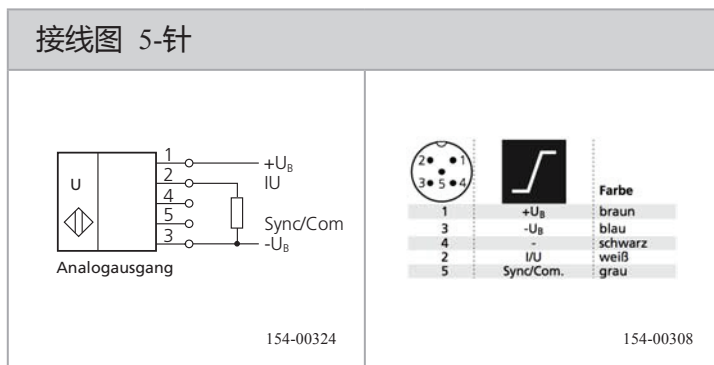 接线图 5-针
U
1
2
4
5
3
+UB
IU
Sync/Com
-UB
Analogausgang
154-00324
2 1
3 5 4
Farbe
1 +UB braun
3 -UB blau
4 - schwarz
2 I/U weiß
5 Sync/Com. grau
154-00308